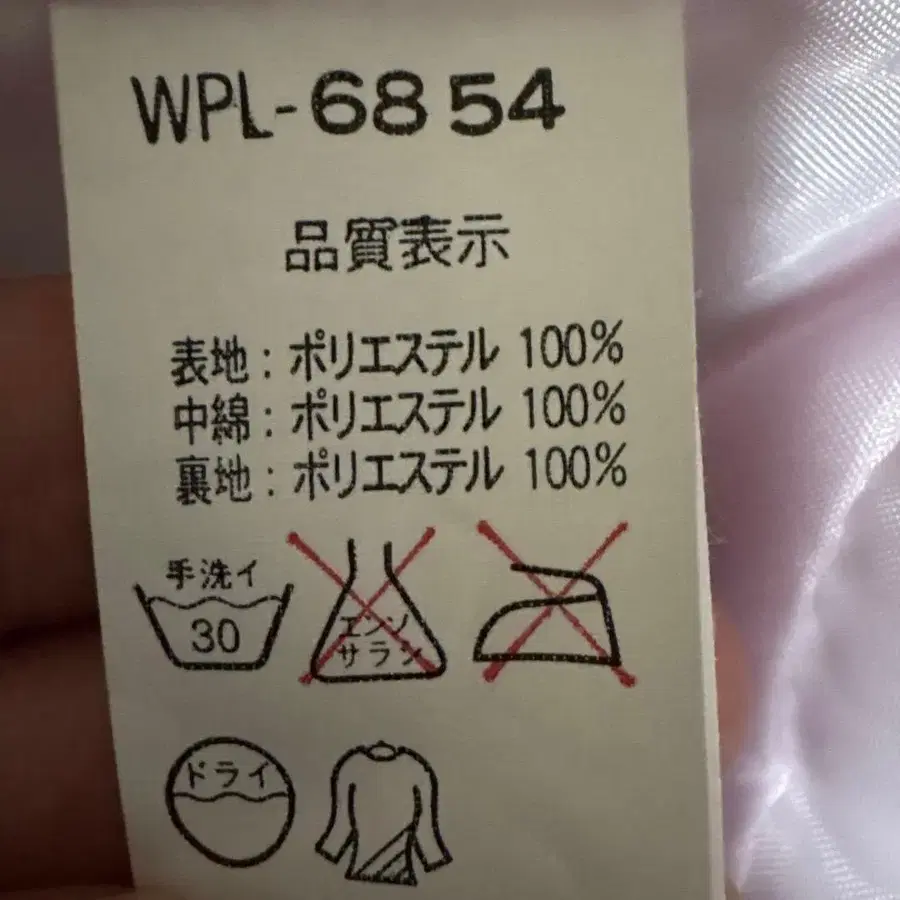 WPL-6854
品質表示
表地：ポリエステル 100%
中綿：ポリエステル 100%
裏地：ポリエステル 100%
手洗イ
30
エンソ
サラシ
ドライ